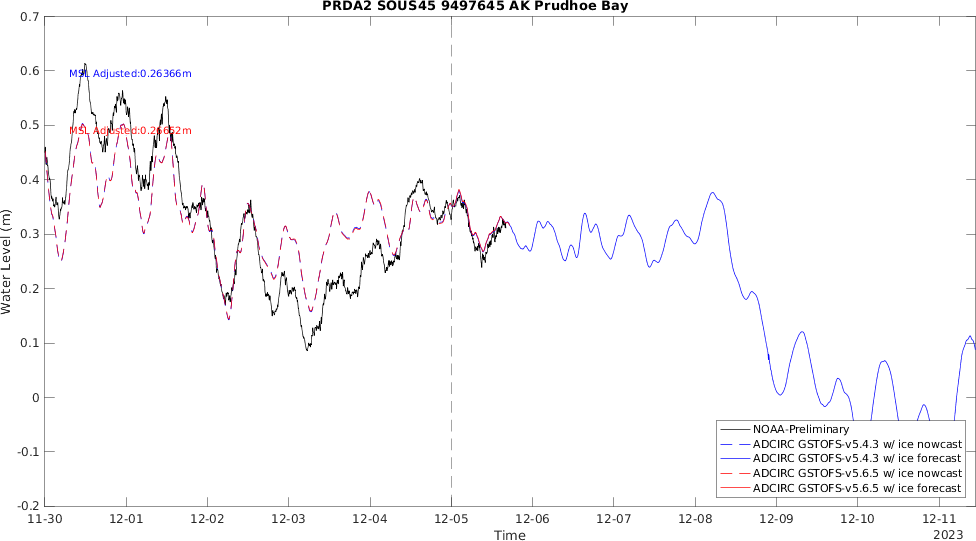 PRDA2 SOUS45 9497645 AK Prudhoe Bay
0.7
0.6
0.5
0.4
0.3
0.2
0.1
0
-0.1
-0.2
Water Level (m)
MSL Adjusted:0.26366m
MSL Adjusted:0.26662m
NOAA-Preliminary
ADCIRC GSTOFS-v5.4.3 w/ ice nowcast
ADCIRC GSTOFS-v5.4.3 w/ ice forecast
ADCIRC GSTOFS-v5.6.5 w/ ice nowcast
ADCIRC GSTOFS-v5.6.5 w/ ice forecast
11-30 12-01 12-02 12-03 12-04 12-05 12-06 12-07 12-08 12-09 12-10 12-11
Time
2023